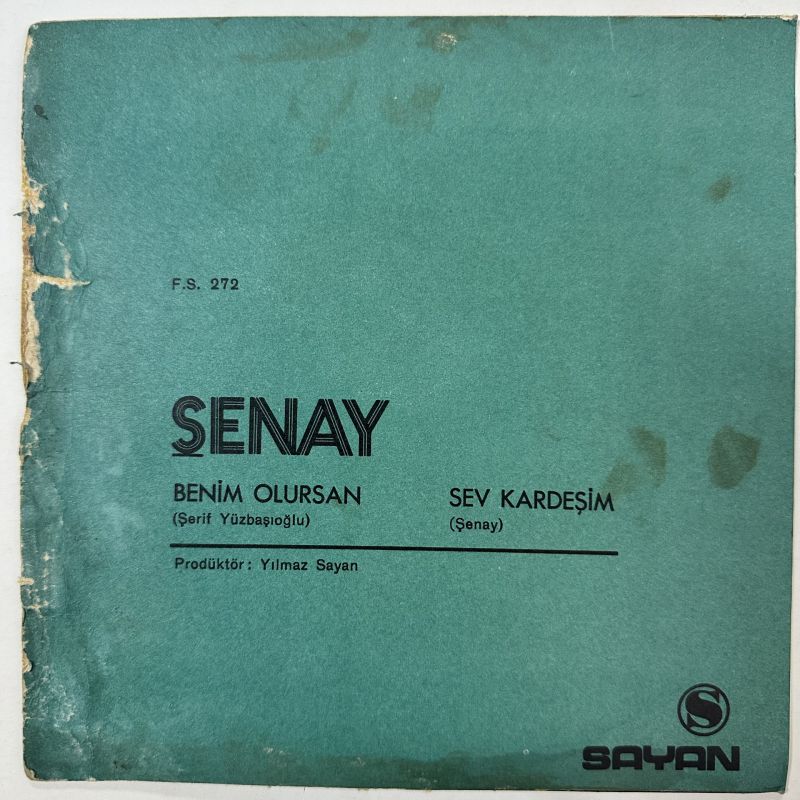 F.S. 272
ŞENAY
BENİM OLURSAN
(Şerif Yüzbaşıoğlu)
SEV KARDEŞİM
(Şenay)
Prodüktör: Yılmaz Sayan
S
SAYAN